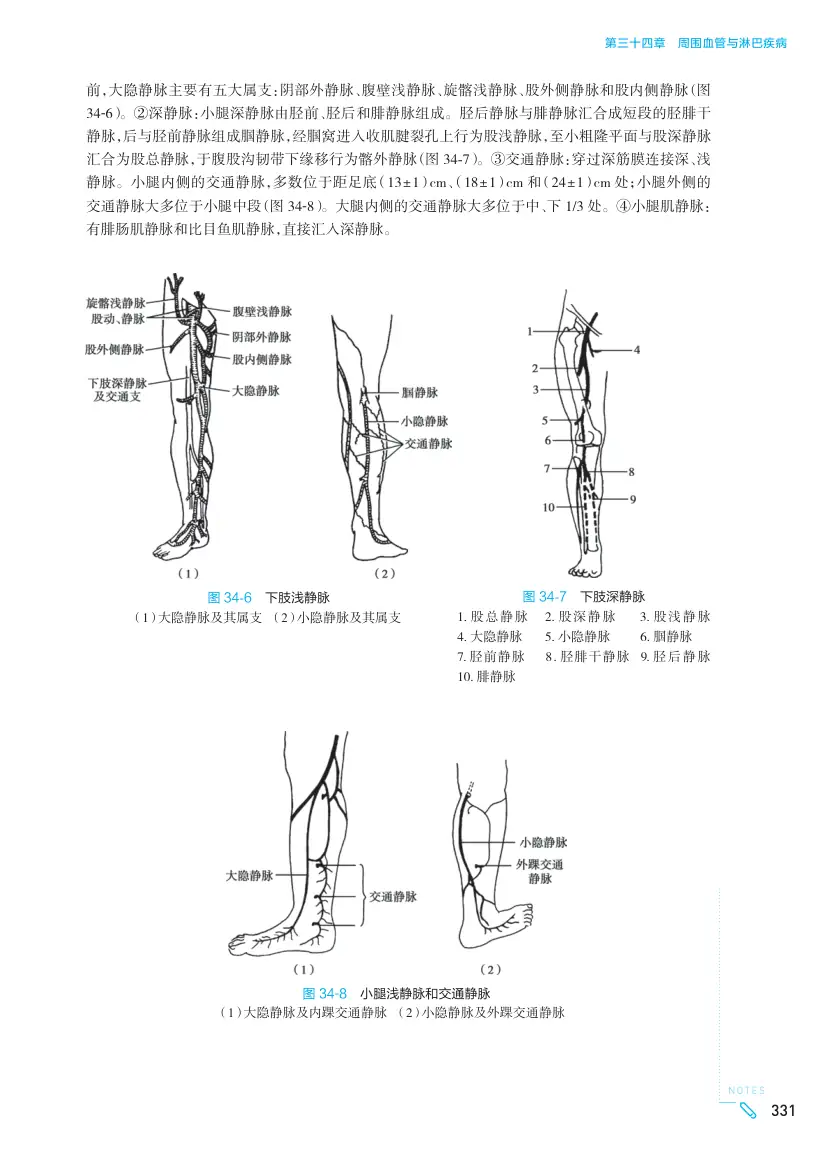 第三十四章 周围血管与淋巴疾病
前,大隐静脉主要有五大属支:阴部外静脉、腹壁浅静脉、旋髂浅静脉、股外侧静脉和股内侧静脉(图
34-6)。②深静脉:小腿深静脉由胫前、胫后和腓静脉组成。胫后静脉与腓静脉汇合成短段的胫腓干
静脉,后与胫前静脉组成腘静脉,经腘窝进入收肌腱裂孔上行为股浅静脉,至小粗隆平面与股深静脉
汇合为股总静脉,于腹股沟韧带下缘移行为髂外静脉(图 34-7)。③交通静脉:穿过深筋膜连接深、浅
静脉。小腿内侧的交通静脉,多数位于距足底(13±1)cm、(18±1)cm 和(24±1)cm 处;小腿外侧的
交通静脉大多位于小腿中段(图 34-8)。大腿内侧的交通静脉大多位于中、下 1/3 处。④小腿肌静脉:
有腓肠肌静脉和比目鱼肌静脉,直接汇入深静脉。
旋髂浅静脉
股动、静脉
股外侧静脉
下肢深静脉
及交通支
腹壁浅静脉
阴部外静脉
股内侧静脉
大隐静脉
(1)
腘静脉
小隐静脉
交通静脉
(2)
图 34-6 下肢浅静脉
(1)大隐静脉及其属支 (2)小隐静脉及其属支
1
2
3
4
5
6
7
8
9
10
图 34-7 下肢深静脉
1. 股总静脉 2. 股深静脉 3. 股浅静脉
4. 大隐静脉 5. 小隐静脉 6. 腘静脉
7. 胫前静脉 8. 胫腓干静脉 9. 胫后静脉
10. 腓静脉
大隐静脉
交通静脉
(1)
小隐静脉
外踝交通
静脉
(2)
图 34-8 小腿浅静脉和交通静脉
(1)大隐静脉及内踝交通静脉 (2)小隐静脉及外踝交通静脉
NOTES
331